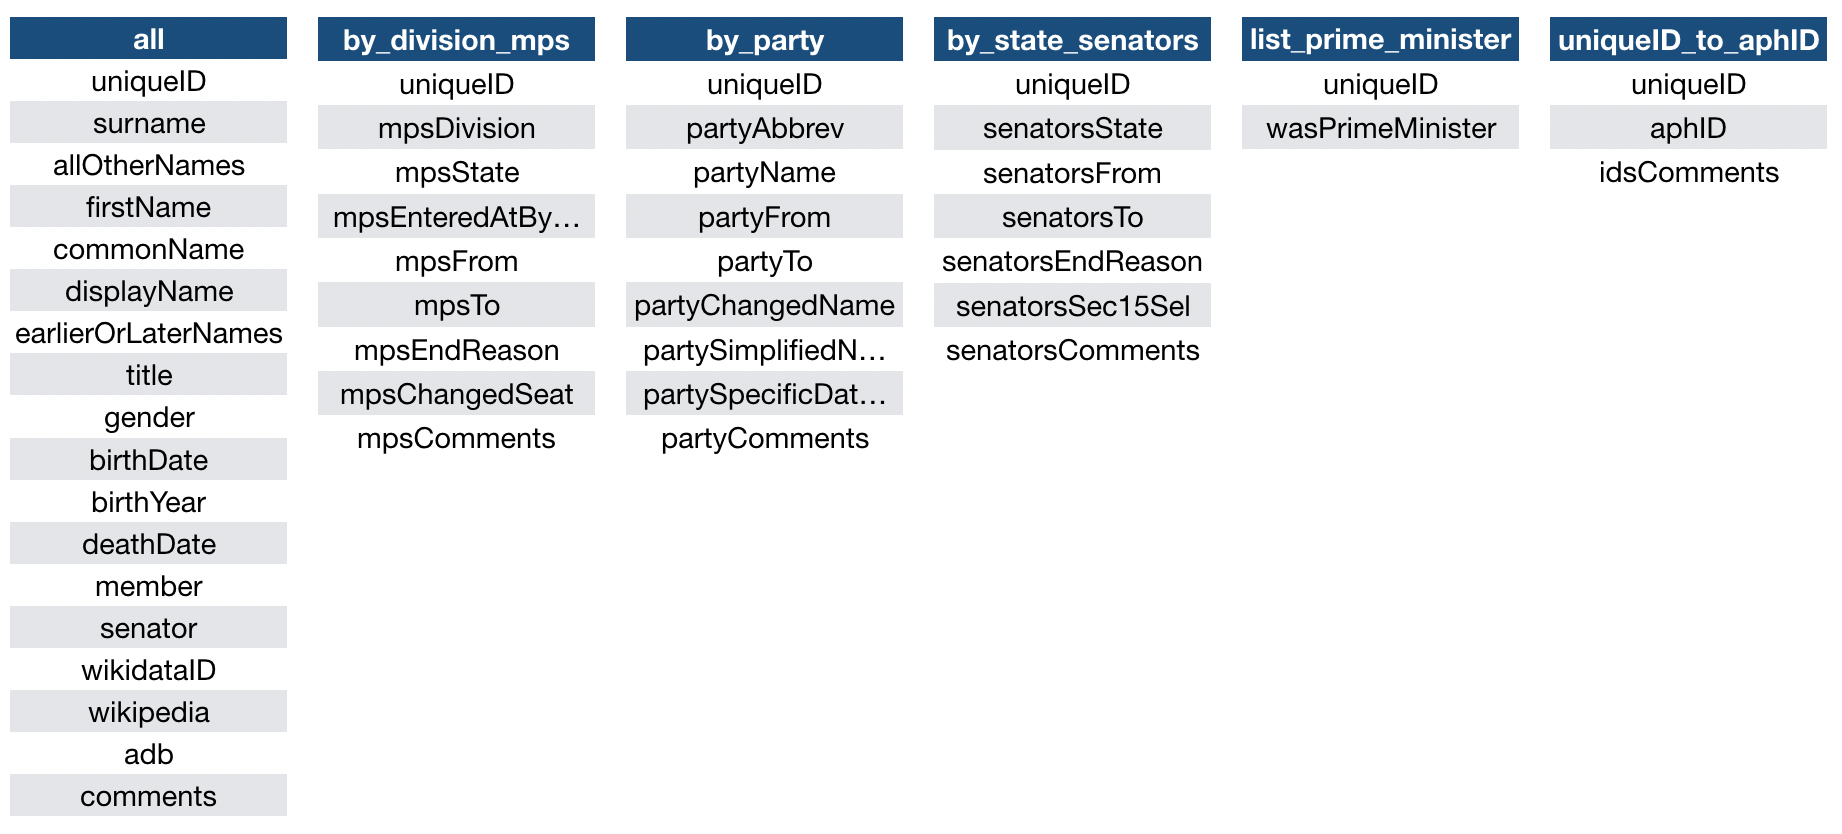 all
uniqueID
surname
allOtherNames
firstName
commonName
displayName
earlierOrLaterNames
title
gender
birthDate
birthYear
deathDate
member
senator
wikidataID
wikipedia
adb
comments
by_division_mps
uniqueID
mpsDivision
mpsState
mpsEnteredAtBy…
mpsFrom
mpsTo
mpsEndReason
mpsChangedSeat
mpsComments
by_party
uniqueID
partyAbbrev
partyName
partyFrom
partyTo
partyChangedName
partySimplifiedN…
partySpecificDat…
partyComments
by_state_senators
uniqueID
senatorsState
senatorsFrom
senatorsTo
senatorsEndReason
senatorsSec15Sel
senatorsComments
list_prime_minister
uniqueID
wasPrimeMinister
uniqueID_to_aphID
uniqueID
aphID
idsComments